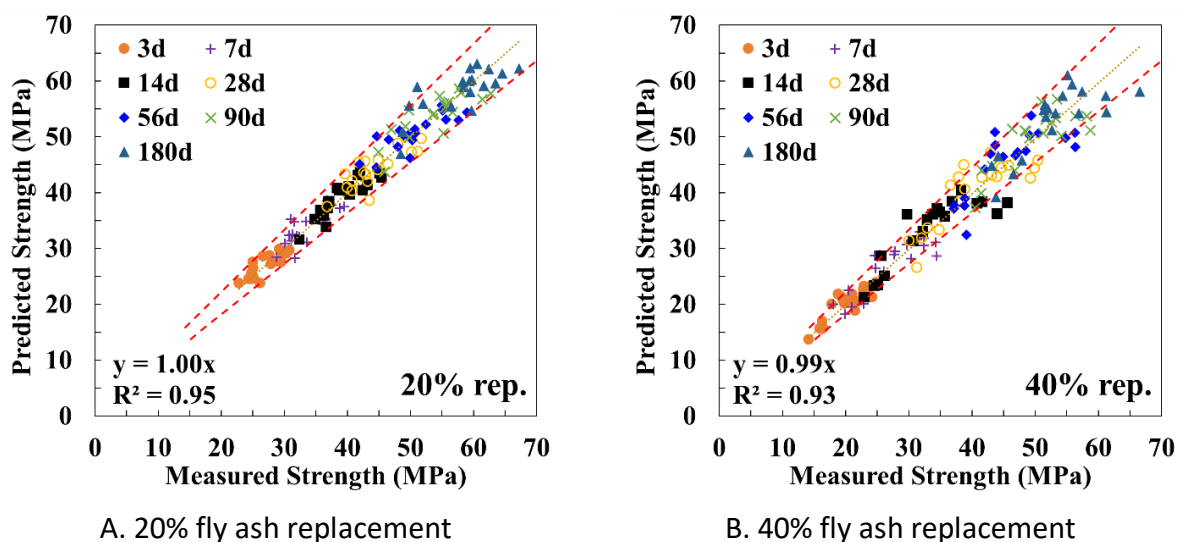 Predicted Strength (MPa)
70
60
50
40
30
20
10
0
3d 7d
14d 28d
56d 90d
180d
y = 1.00x
R² = 0.95
20% rep.
0 10 20 30 40 50 60 70
Measured Strength (MPa)
A. 20% fly ash replacement
Predicted Strength (MPa)
70
60
50
40
30
20
10
0
3d 7d
14d 28d
56d 90d
180d
y = 0.99x
R² = 0.93
40% rep.
0 10 20 30 40 50 60 70
Measured Strength (MPa)
B. 40% fly ash replacement